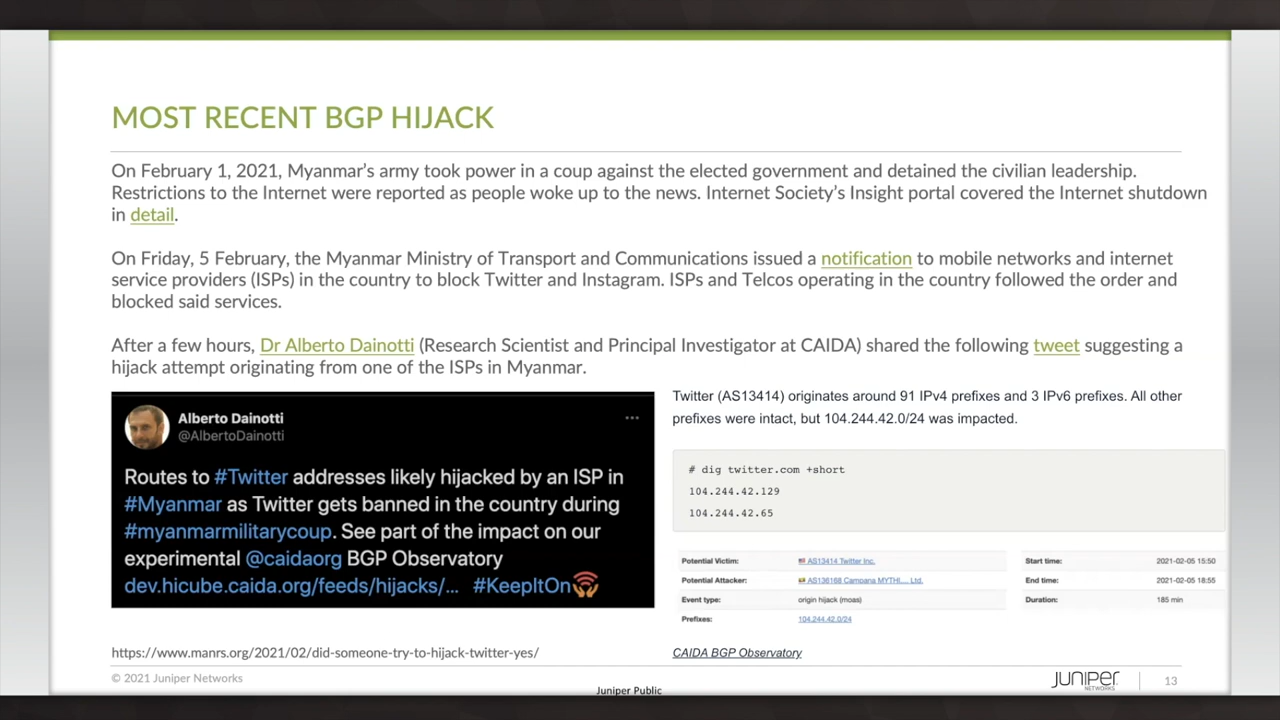 MOST RECENT BGP HIJACK
On February 1, 2021, Myanmar's army took power in a coup against the elected government and detained the civilian leadership.
Restrictions to the Internet were reported as people woke up to the news. Internet Society's Insight portal covered the Internet shutdown
in detail.
On Friday, 5 February, the Myanmar Ministry of Transport and Communications issued a notification to mobile networks and internet
service providers (ISPs) in the country to block Twitter and Instagram. ISPs and Telcos operating in the country followed the order and
blocked said services.
After a few hours, Dr Alberto Dainotti (Research Scientist and Principal Investigator at CAIDA) shared the following tweet suggesting a
hijack attempt originating from one of the ISPs in Myanmar.
Alberto Dainotti
@AlbertoDainotti
Routes to #Twitter addresses likely hijacked by an ISP in
#Myanmar as Twitter gets banned in the country during
#myanmarmilitarycoup. See part of the impact on our
experimental @caidaorg BGP Observatory
dev.hicube.caida.org/feeds/hijacks/... #KeepItOn
Twitter (AS13414) originates around 91 IPv4 prefixes and 3 IPv6 prefixes. All other
prefixes were intact, but 104.244.42.0/24 was impacted.
# dig twitter.com +short
104.244.42.129
104.244.42.65
Potential Victim: AS13414 Twitter Inc. Start time: 2021-02-05 15:50
Potential Attacker: AS136168 Campana MYTHI.... Ltd. End time: 2021-02-05 18:55
Event type: origin hijack (moas) Duration: 185 min
Prefixes: 104.244.42.0/24
https://www.manrs.org/2021/02/did-someone-try-to-hijack-twitter-yes/
CAIDA BGP Observatory
© 2021 Juniper Networks
Juniper Public
JUNIPER
NETWORKS
13